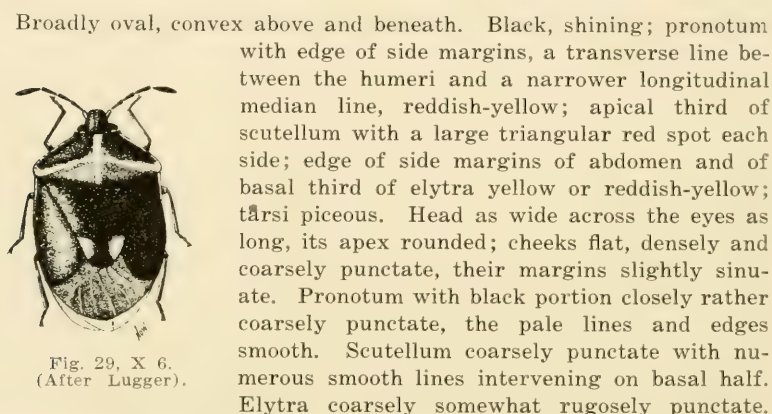 Broadly oval, convex above and beneath. Black, shining; pronotum
with edge of side margins, a transverse line be-
tween the humeri and a narrower longitudinal
median line, reddish-yellow; apical third of
scutellum with a large triangular red spot each
side; edge of side margins of abdomen and of
basal third of elytra yellow or reddish-yellow;
tarsi piceous. Head as wide across the eyes as
long, its apex rounded; cheeks flat, densely and
coarsely punctate, their margins slightly sinu-
ate. Pronotum with black portion closely rather
coarsely punctate, the pale lines and edges
smooth. Scutellum coarsely punctate with nu-
merous smooth lines intervening on basal half.
Elytra coarsely somewhat rugosely punctate.
Fig. 29, X 6.
(After Lugger).